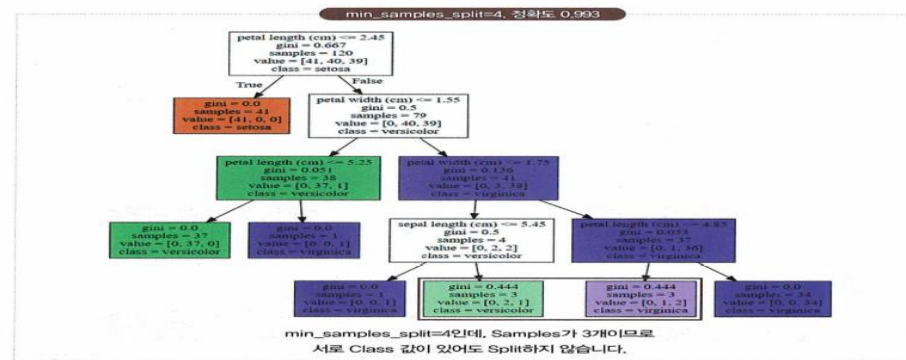 min_samples_split=4, 정확도 0.993
petal length (cm) <= 2.45
gini = 0.667
samples = 120
value = [41, 40, 39]
class = setosa
True
False
gini = 0.0
samples = 41
value = [41, 0, 0]
class = setosa
petal width (cm) <= 1.55
gini = 0.5
samples = 79
value = [0, 40, 39]
class = versicolor
petal length (cm) <= 5.25
gini = 0.051
samples = 38
value = [0, 37, 1]
class = versicolor
petal width (cm) <= 1.75
gini = 0.136
samples = 41
value = [0, 3, 38]
class = virginica
gini = 0.0
samples = 37
value = [0, 37, 0]
class = versicolor
gini = 0.0
samples = 1
value = [0, 0, 1]
class = virginica
sepal length (cm) <= 5.45
gini = 0.5
samples = 4
value = [0, 2, 2]
class = versicolor
petal length (cm) <= 4.85
gini = 0.053
samples = 37
value = [0, 1, 36]
class = virginica
gini = 0.0
samples = 1
value = [0, 0, 1]
class = virginica
gini = 0.444
samples = 3
value = [0, 2, 1]
class = versicolor
gini = 0.444
samples = 3
value = [0, 1, 2]
class = virginica
gini = 0.0
samples = 34
value = [0, 0, 34]
class = virginica
min_samples_split=4인데, Samples가 3개이므로
서로 Class 값이 있어도 Split하지 않습니다.